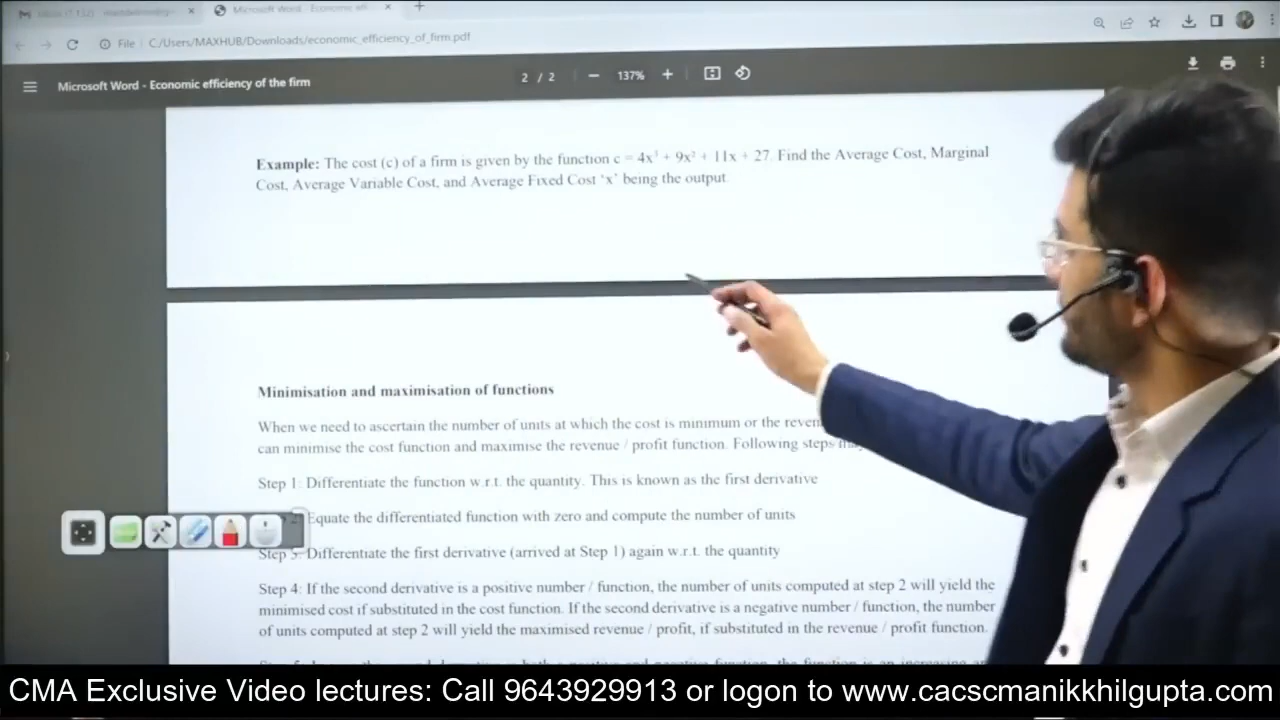 Microsoft Word - Economic eff
File | C:/Users/MAXHUB/Downloads/economic_efficiency_of_firm.pdf
Microsoft Word - Economic efficiency of the firm
2 / 2
137%
Example: The cost (c) of a firm is given by the function c = 4x³ + 9x² + 11x + 27. Find the Average Cost, Marginal
Cost, Average Variable Cost, and Average Fixed Cost ‘x’ being the output
Minimisation and maximisation of functions
When we need to ascertain the number of units at which the cost is minimum or the
can minimise the cost function and maximise the revenue / profit function. Following steps
Step 1: Differentiate the function w.r.t. the quantity. This is known as the first derivative
Equate the differentiated function with zero and compute the number of units
Step 3: Differentiate the first derivative (arrived at Step 1) again w.r.t. the quantity
Step 4: If the second derivative is a positive number / function, the number of units computed at step 2 will yield the
minimised cost if substituted in the cost function. If the second derivative is a negative number / function, the number
of units computed at step 2 will yield the maximised revenue / profit, if substituted in the revenue / profit function.
CMA Exclusive Video lectures: Call 9643929913 or logon to www.cacscmanikkhilgupta.com